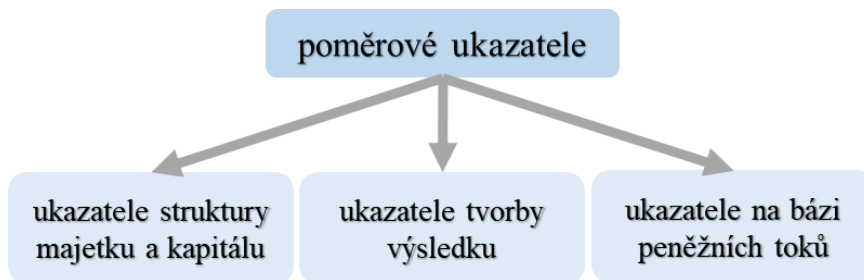 poměrové ukazatele
ukazatele struktury
majetku a kapitálu
ukazatele tvorby
výsledku
ukazatele na bázi
peněžních toků